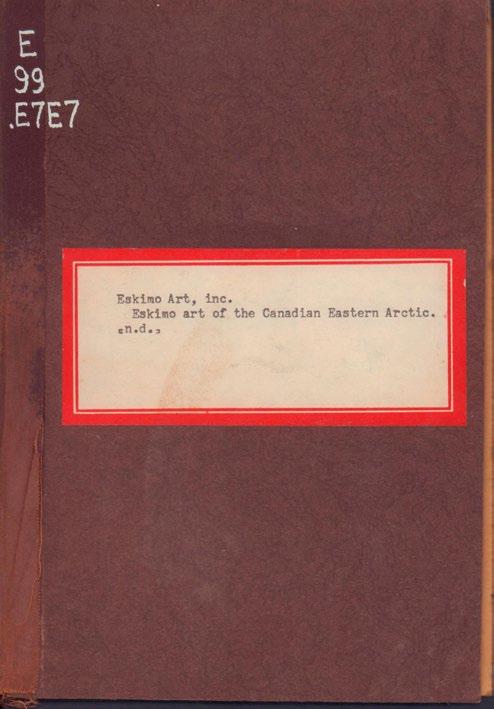 E
99
.E7E7
Eskimo Art, inc.
Eskimo art of the Canadian Eastern Arctic.
[n.d.]